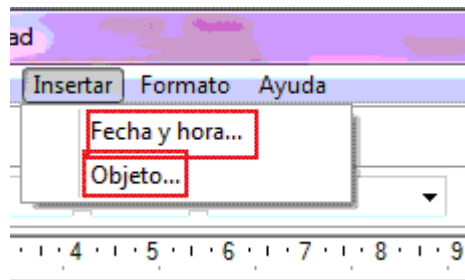 ad
Insertar Formato Ayuda
Fecha y hora...
Objeto...
4 5 6 7 8 9